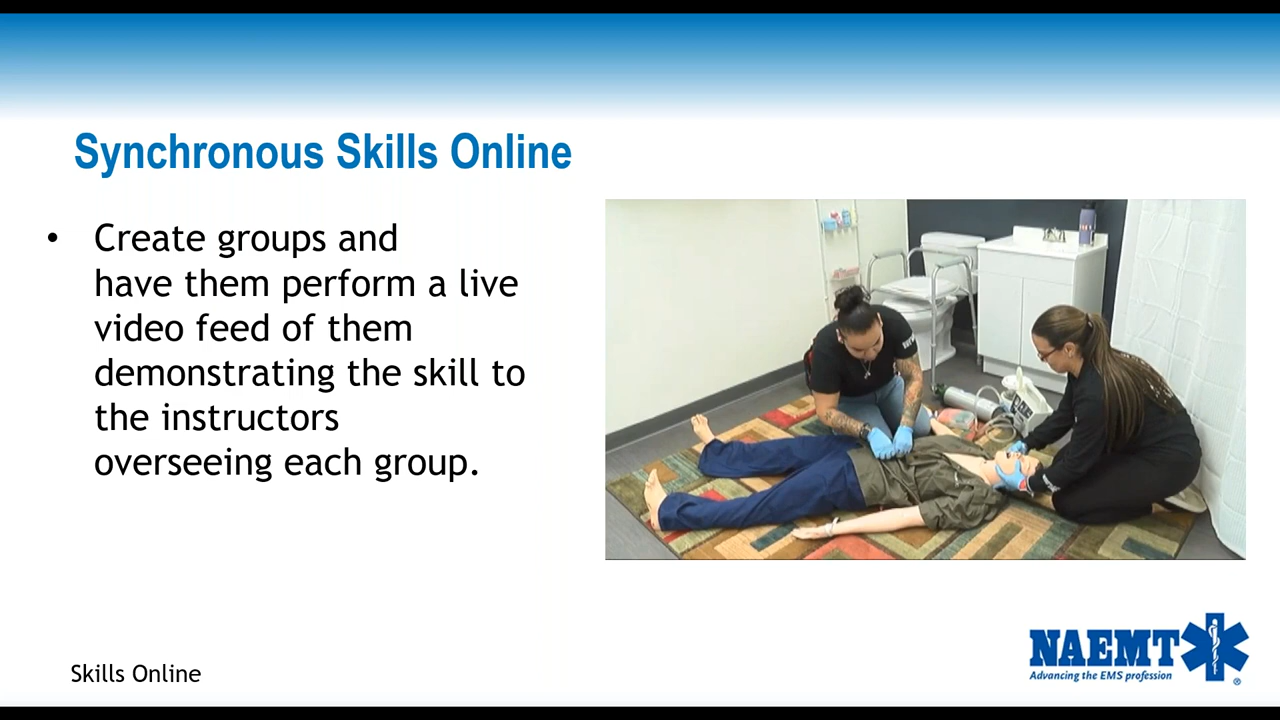 Synchronous Skills Online
• Create groups and
have them perform a live
video feed of them
demonstrating the skill to
the instructors
overseeing each group.
Skills Online
NAEMT
Advancing the EMS profession
®